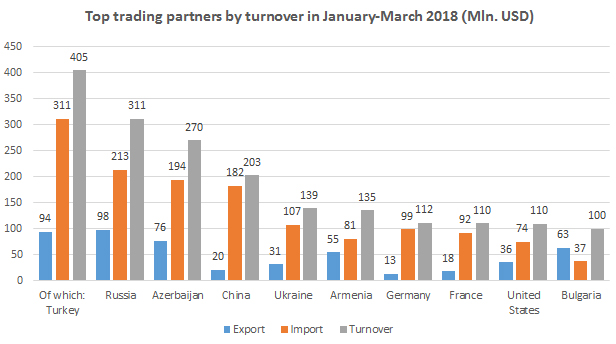 Top trading partners by turnover in January-March 2018 (Mln. USD)
450
400
350
300
250
200
150
100
50
0
94 311 405
98 213 311
76 194 270
20 182 203
31 107 139
55 81 135
13 99 112
18 92 110
36 74 110
63 37 100
Of which: Russia Azerbaijan China Ukraine Armenia Germany France United Bulgaria
Turkey States
Export Import Turnover